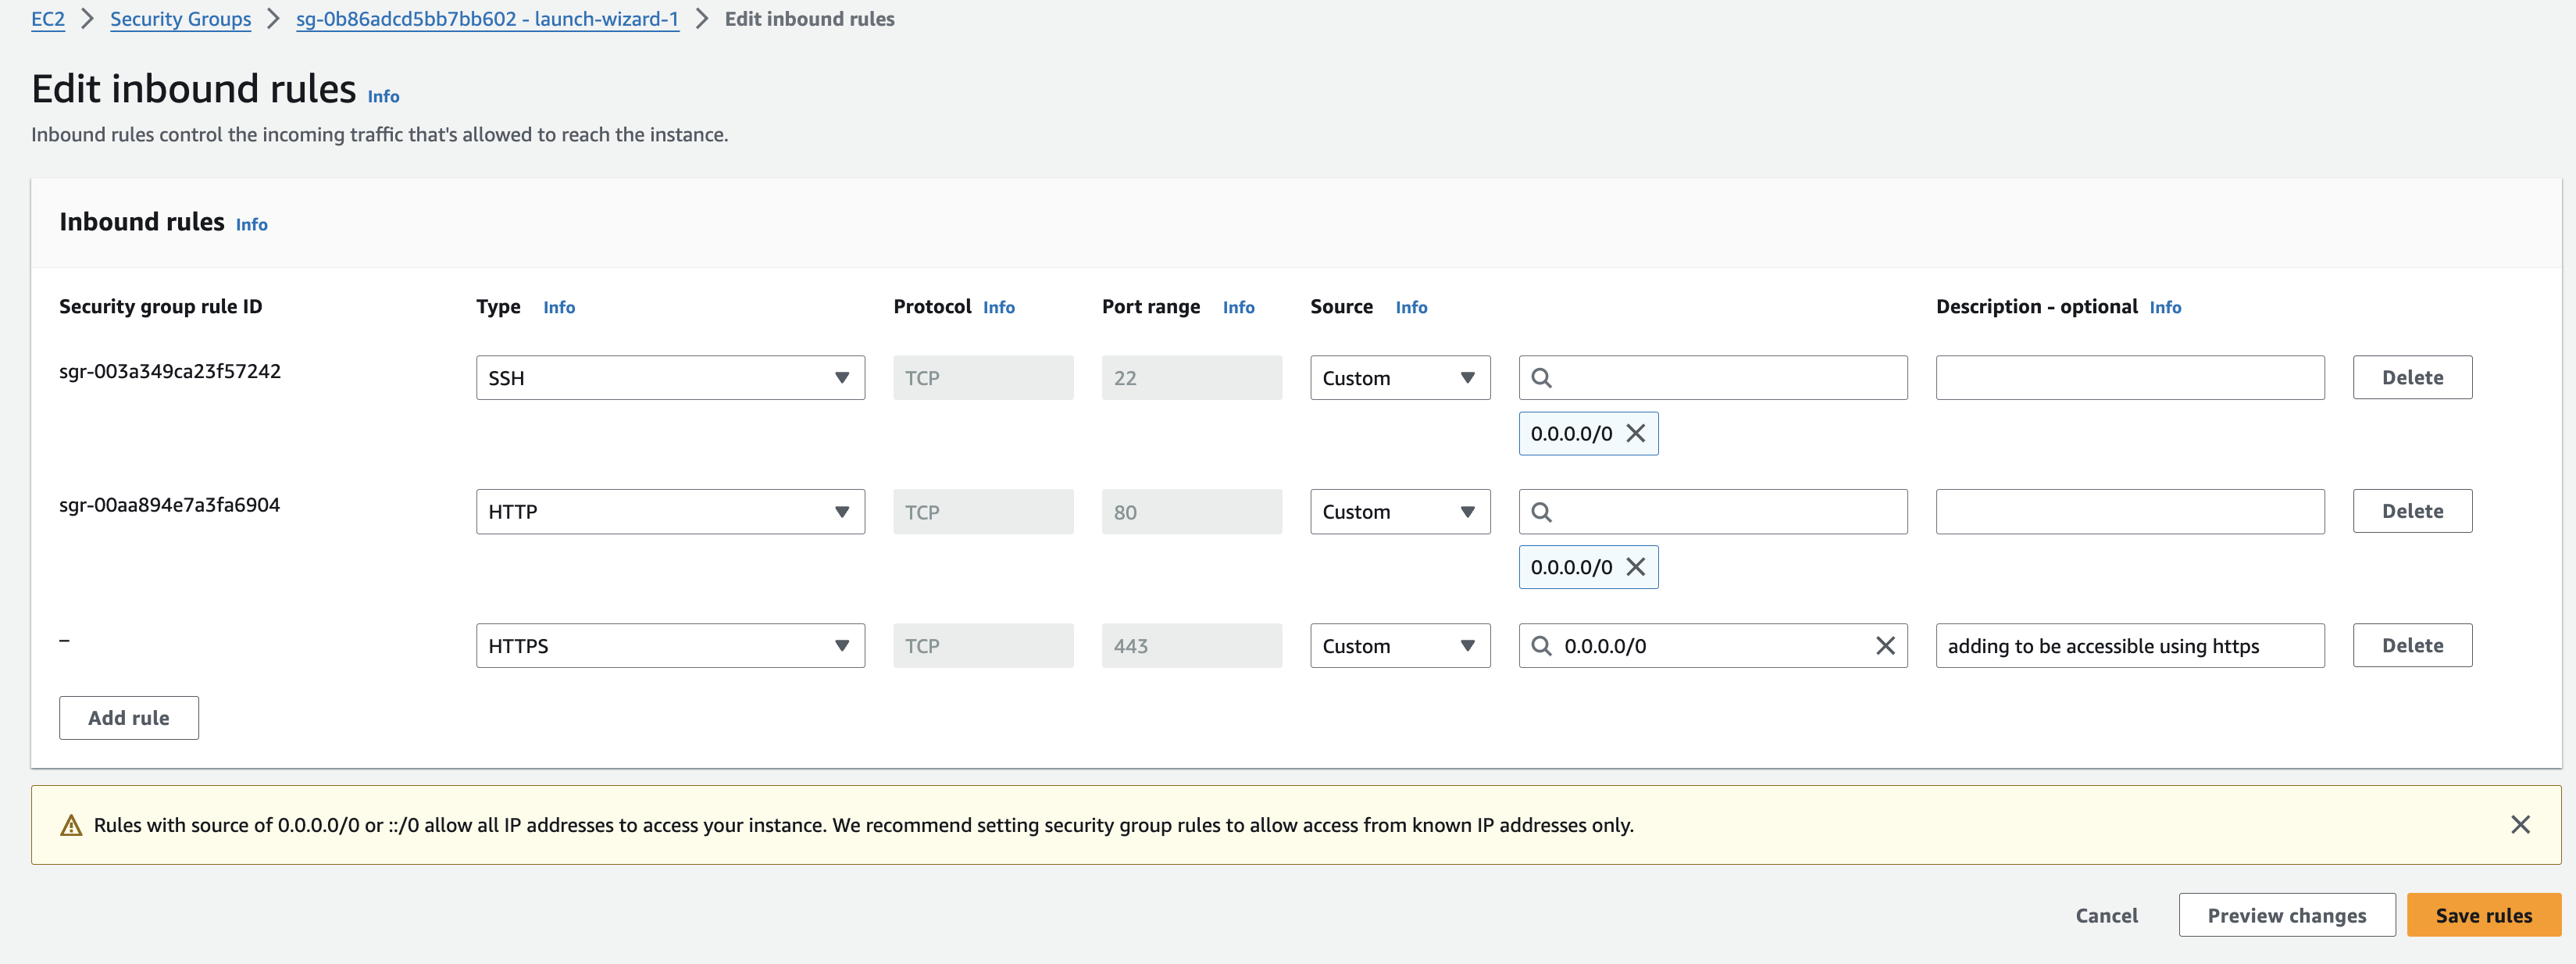 EC2 > Security Groups > sg-0b86adcd5bb7bb602 - launch-wizard-1 > Edit inbound rules
Edit inbound rules Info
Inbound rules control the incoming traffic that's allowed to reach the instance.
Inbound rules Info
Security group rule ID Type Info Protocol Info Port range Info Source Info Description - optional Info
sgr-003a349ca23f57242 SSH TCP 22 Custom Delete
0.0.0.0/0
sgr-00aa894e7a3fa6904 HTTP TCP 80 Custom Delete
0.0.0.0/0
– HTTPS TCP 443 Custom 0.0.0.0/0 adding to be accessible using https Delete
Add rule
Rules with source of 0.0.0.0/0 or ::/0 allow all IP addresses to access your instance. We recommend setting security group rules to allow access from known IP addresses only.
Cancel Preview changes Save rules